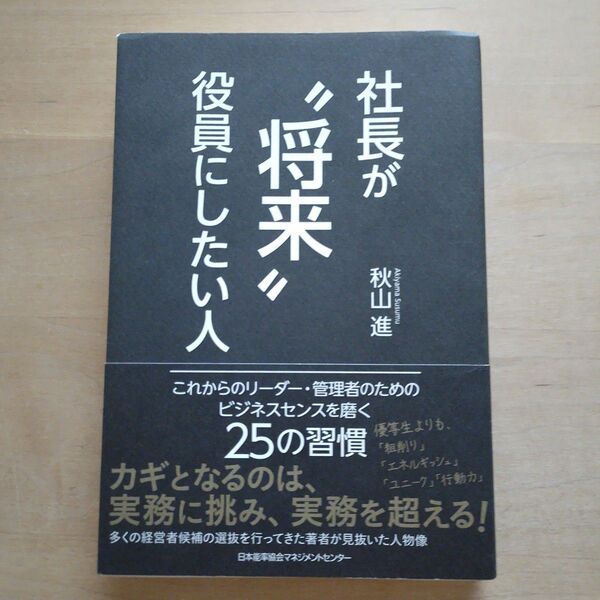 社長が
〝将来〟
役員にしたい人
秋山 進
Akiyama Susumu
これからのリーダー・管理者のための
ビジネスセンスを磨く
25の習慣
優等生よりも、
「粗削り」
「エネルギッシュ」
「ユニーク」「行動力」
カギとなるのは、
実務に挑み、実務を超える!
多くの経営者候補の選抜を行ってきた著者が見抜いた人物像
日本能率協会マネジメントセンター